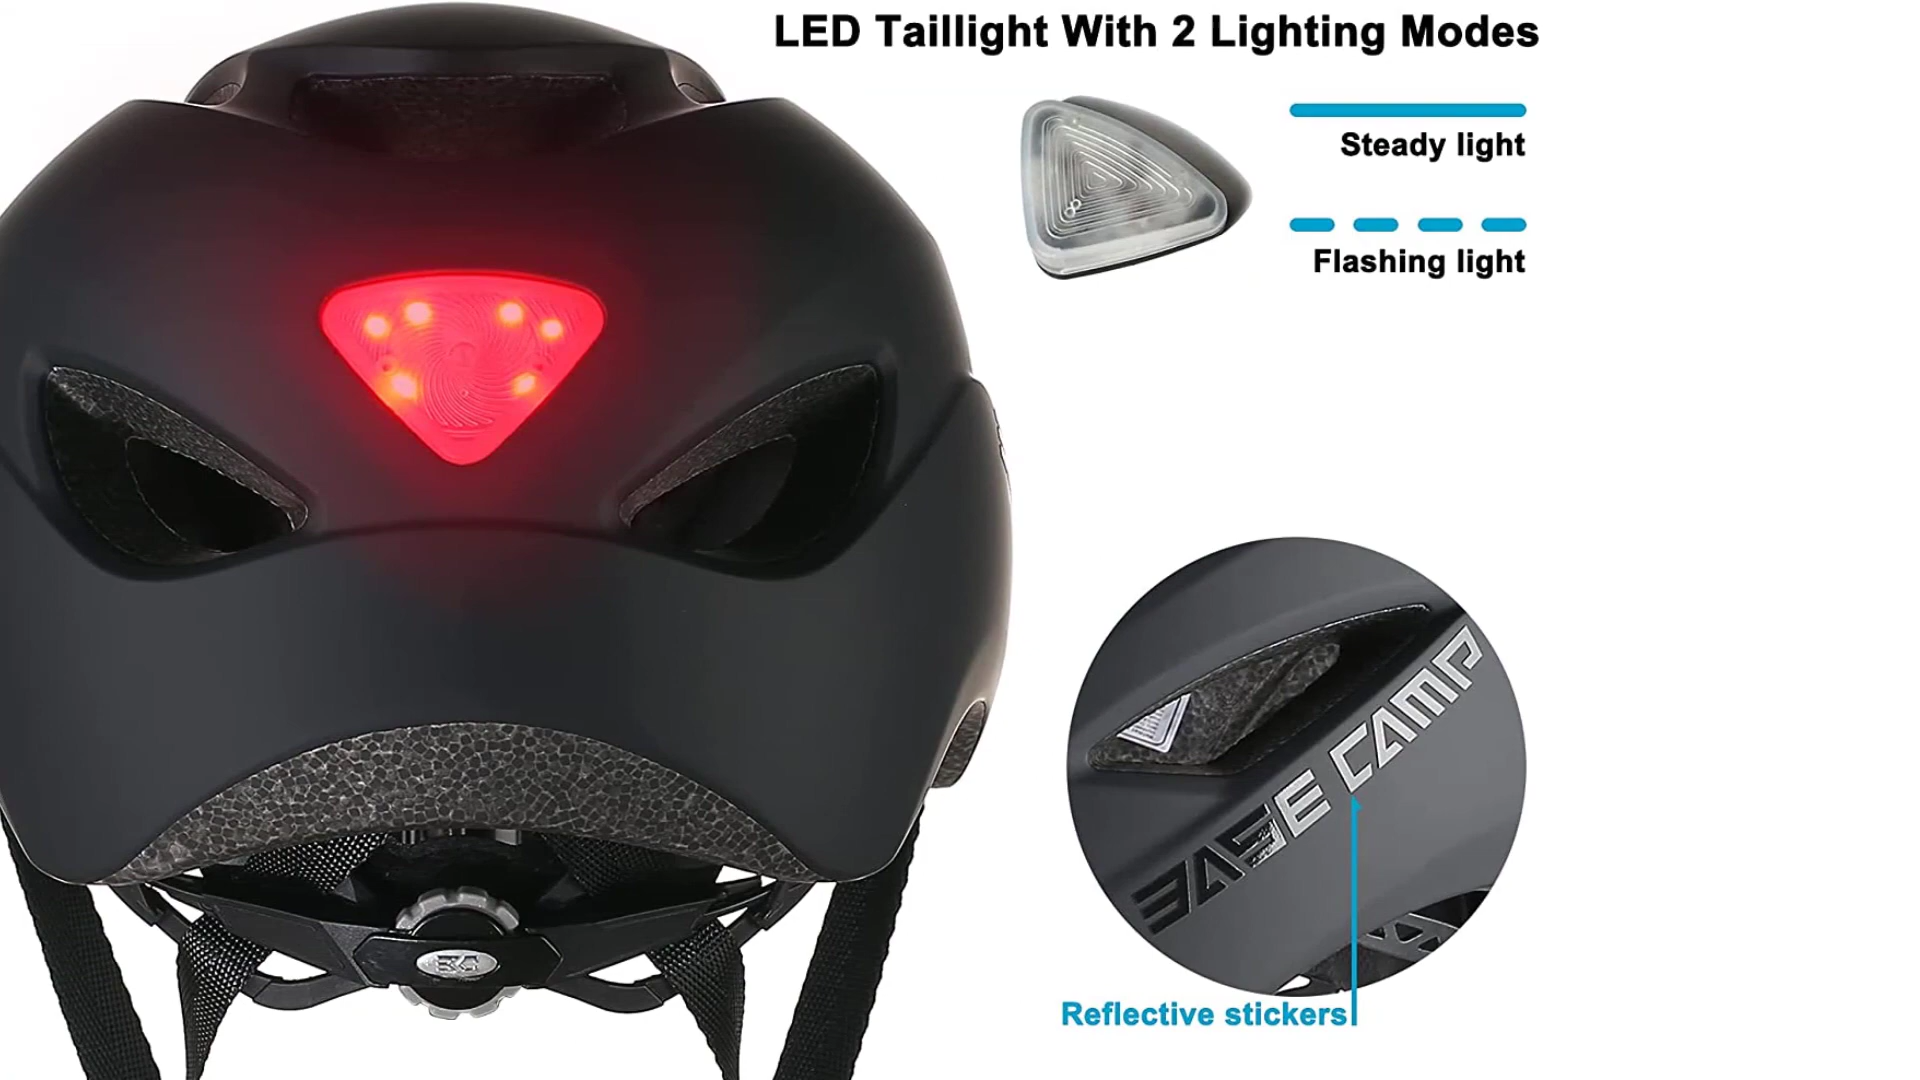 LED Taillight With 2 Lighting Modes
Steady light
Flashing light
BASE CAMP
Reflective stickers